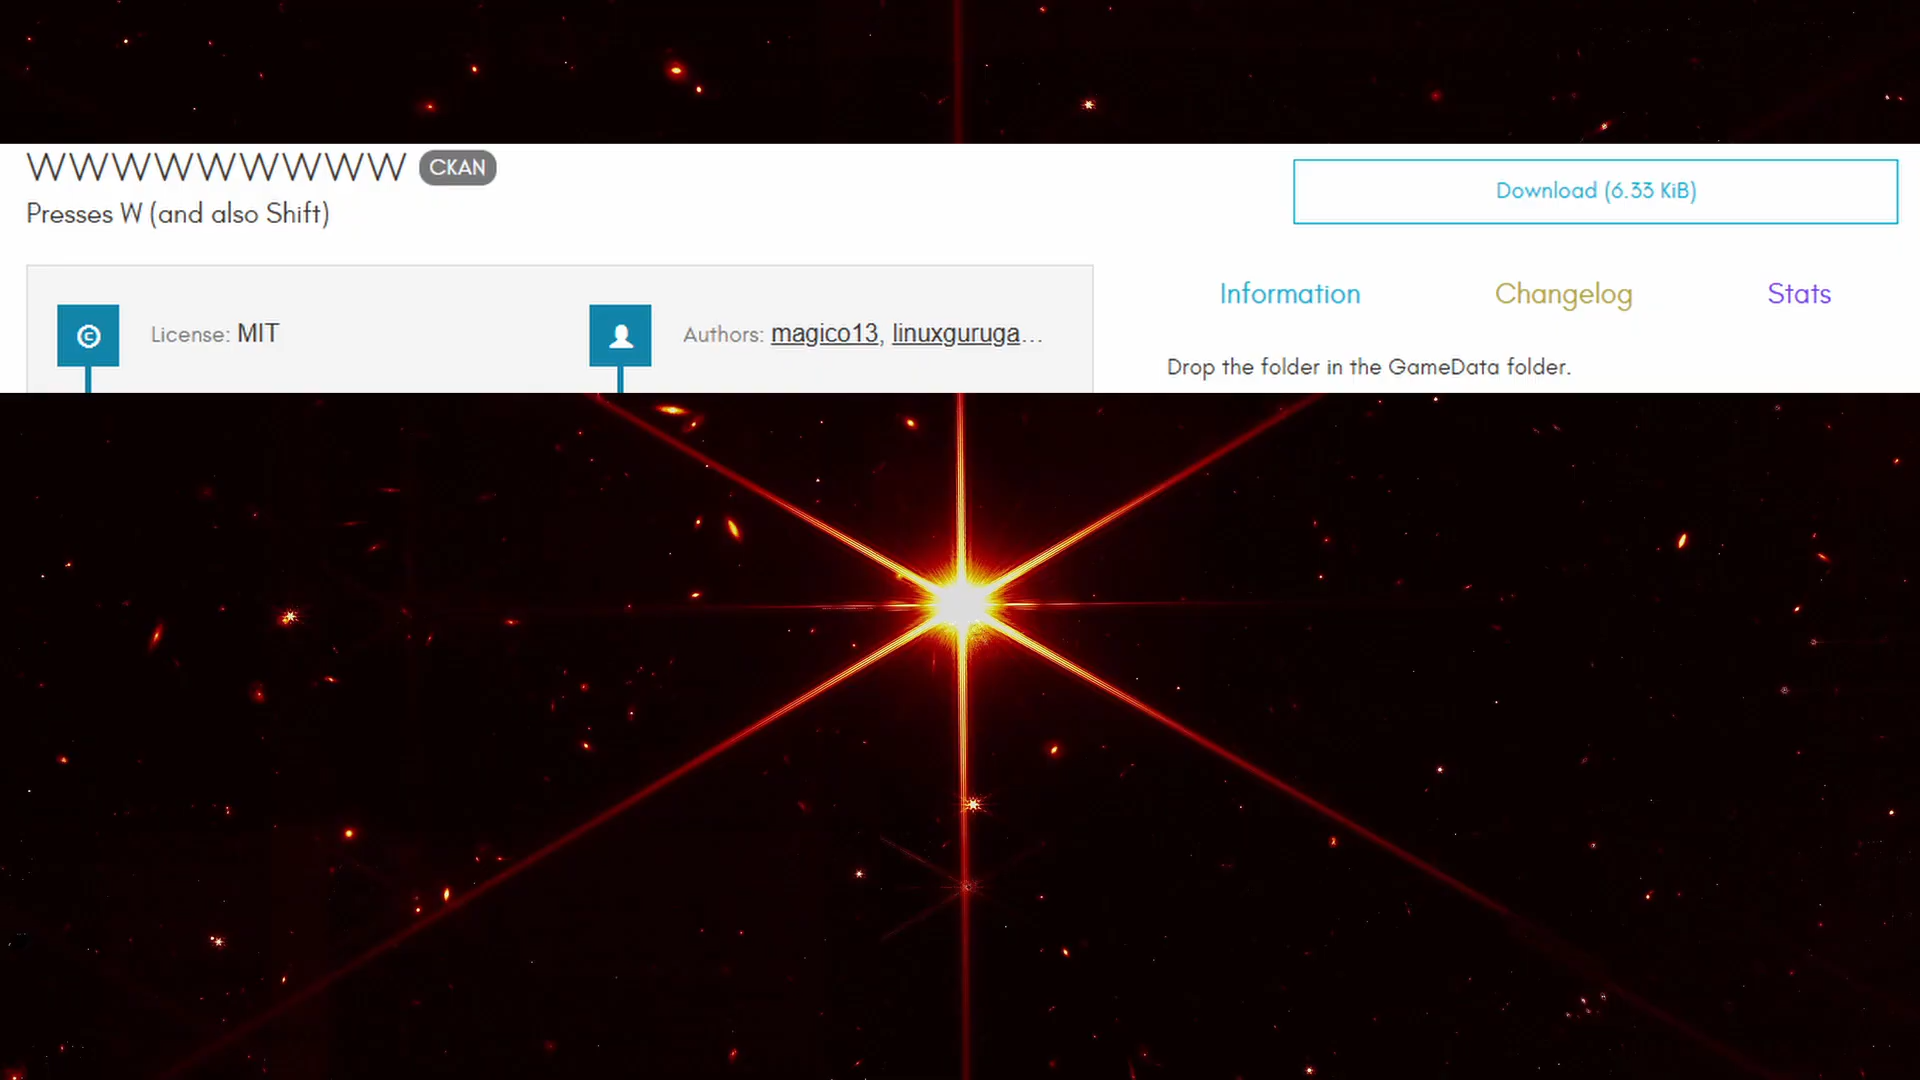 WWWWWWWWW CKAN
Presses W (and also Shift)
Download (6.33 KiB)
License: MIT
Authors: magico13, linuxguruga…
Information
Changelog
Stats
Drop the folder in the GameData folder.